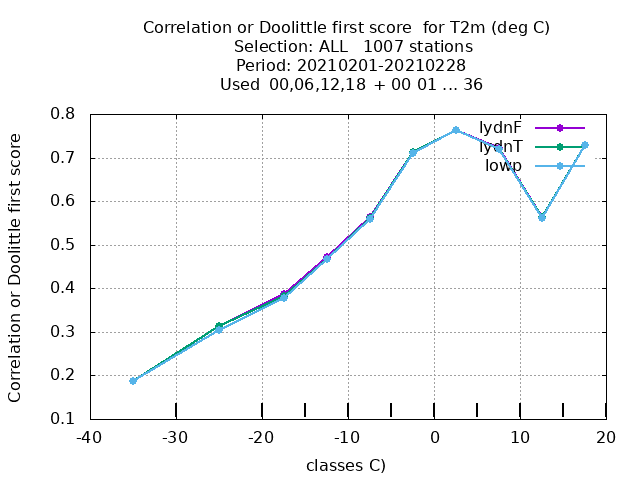 Correlation or Doolittle first score  for T2m (deg C)
Selection: ALL   1007 stations
Period: 20210201-20210228
Used  00,06,12,18  + 00 01 ... 36
Correlation or Doolittle first score
0.8
0.7
0.6
0.5
0.4
0.3
0.2
0.1
lydnF
lydnT
lowp
-40
-30
-20
-10
0
10
20
classes C)